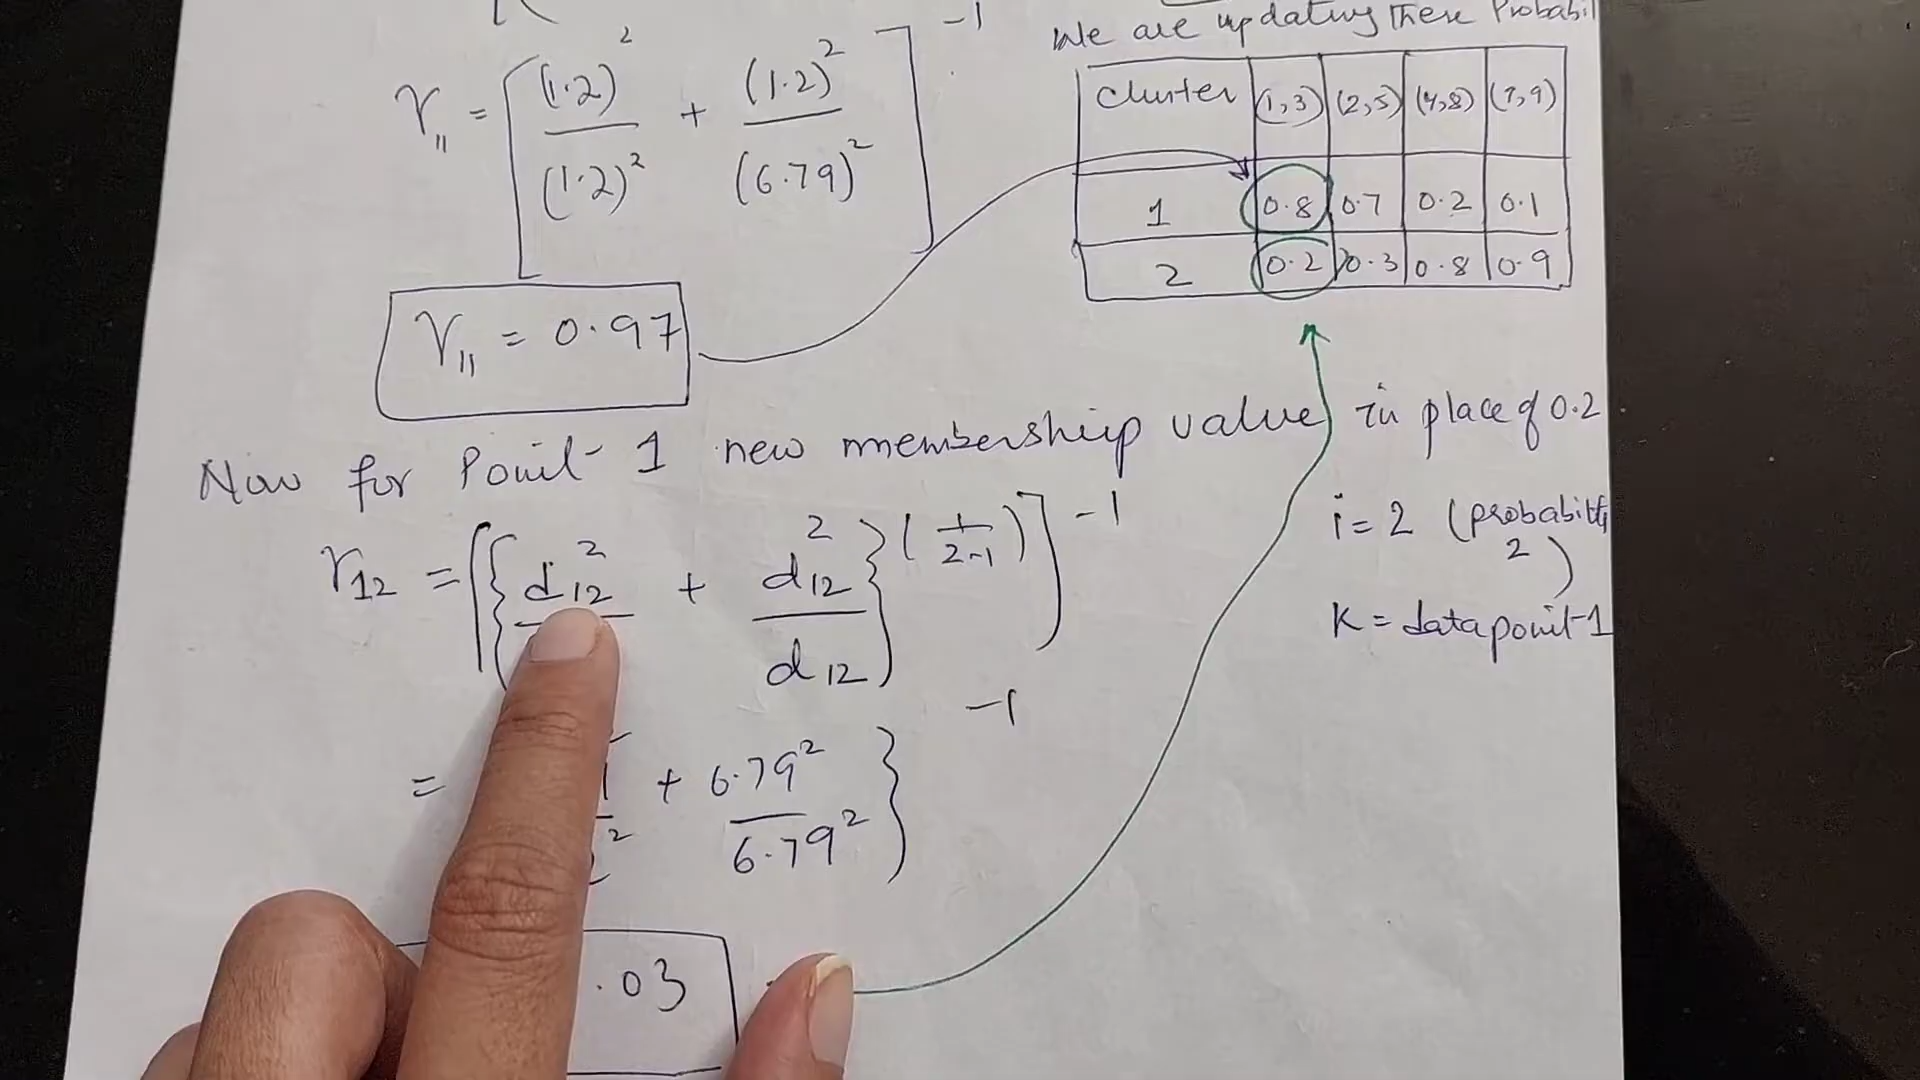 We are updating these Probabil
γ11 = [(1.2)²/(1.2)² + (1.2)²/(6.79)²]⁻¹
cluster (1,3) (2,5) (4,8) (7,9)
1 0.8 0.7 0.2 0.1
2 0.2 0.3 0.8 0.9
γ11 = 0.97
Now for Point-1 new membership value in place of 0.2
i = 2 (probability 2)
K = datapoint-1
γ12 = [{d12² + d12²/d12}^(1/2-1)]⁻¹
= + 6.79²/6.79²}⁻¹
.03